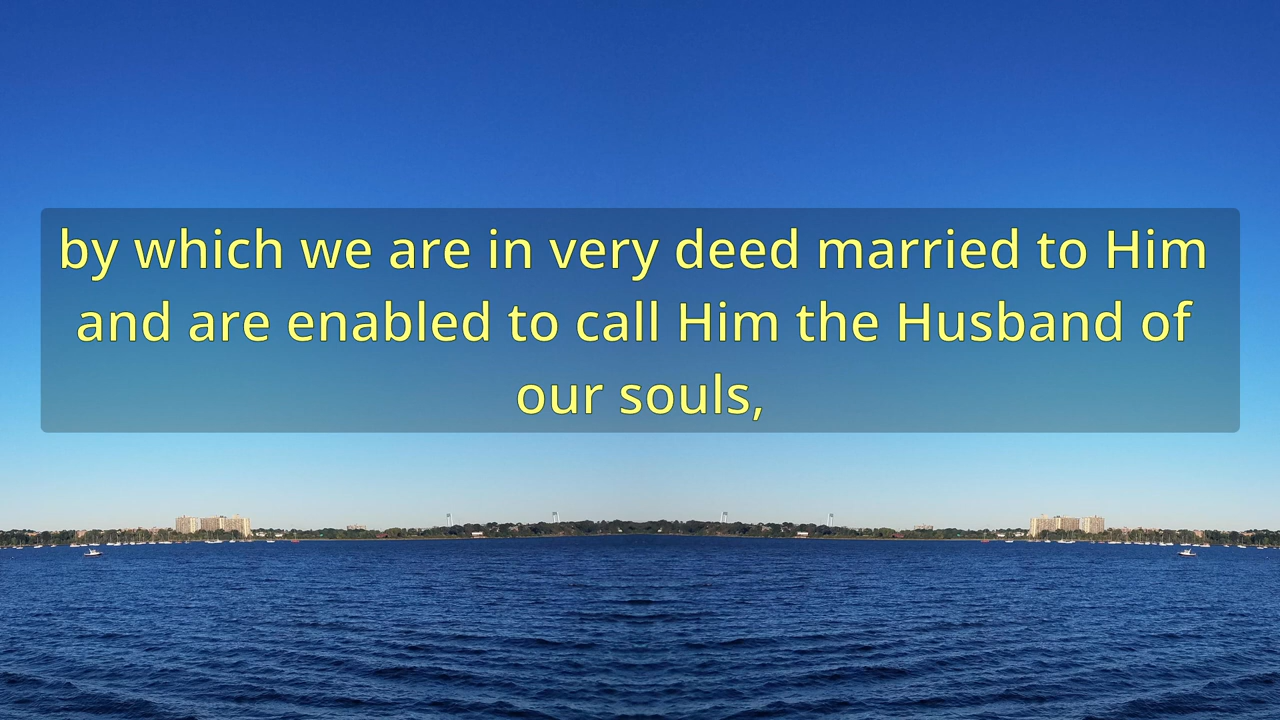 by which we are in very deed married to Him
and are enabled to call Him the Husband of
our souls,